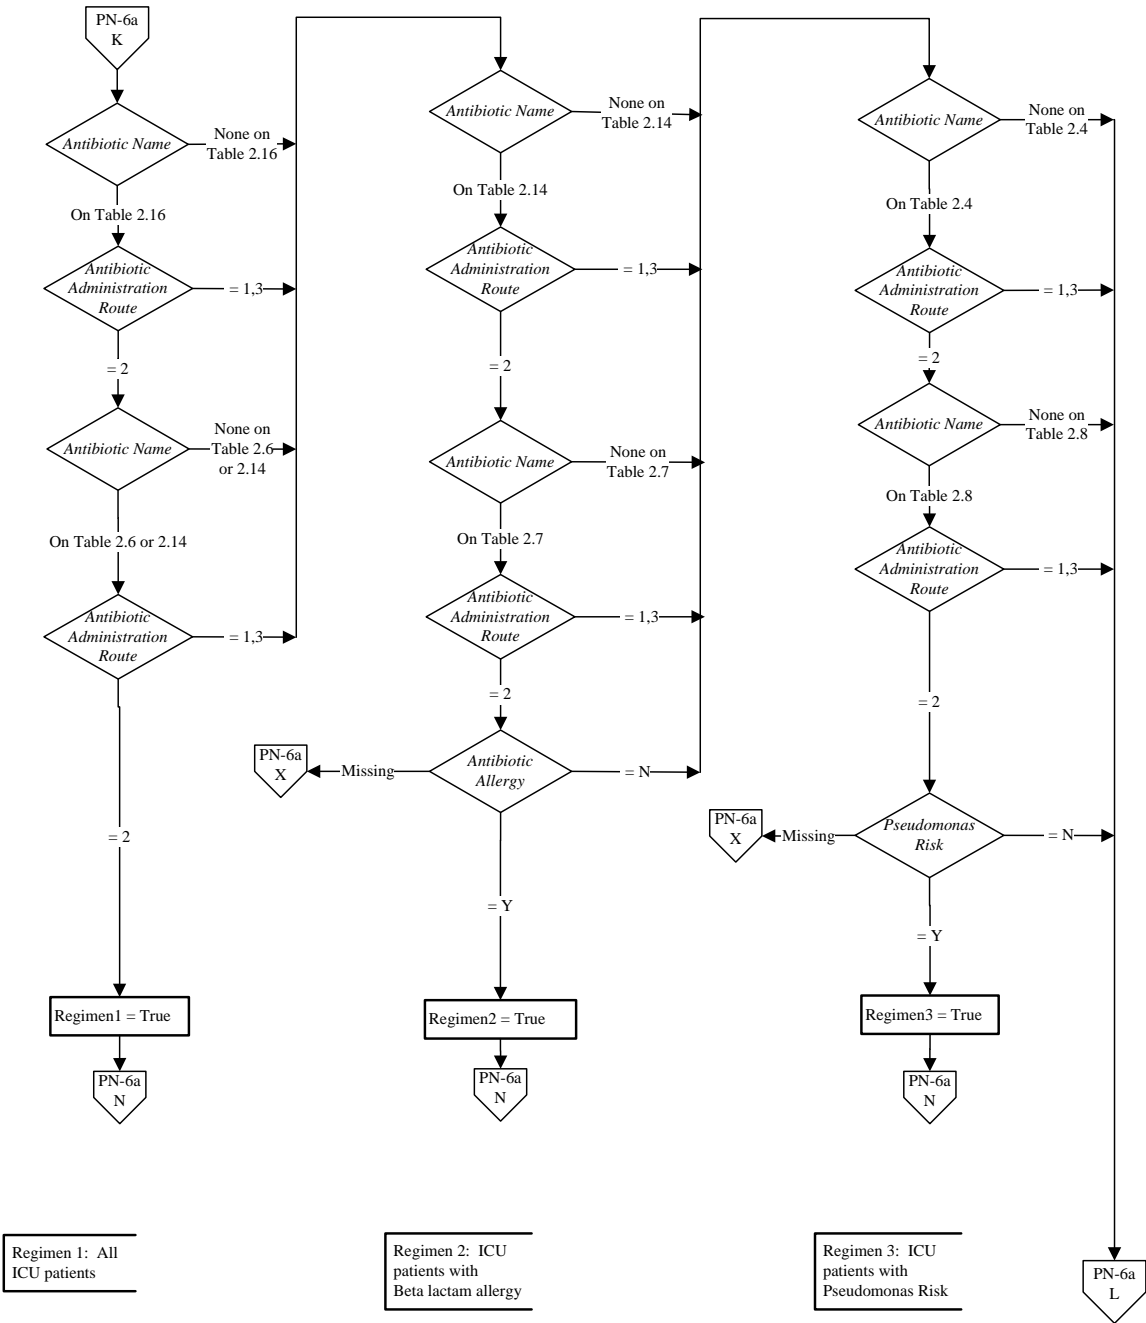 PN-6a
K
Antibiotic Name
None on
Table 2.16
On Table 2.16
Antibiotic
Administration
Route
= 1,3
= 2
Antibiotic Name
None on
Table 2.6
or 2.14
On Table 2.6 or 2.14
Antibiotic
Administration
Route
= 1,3
= 2
Regimen1 = True
PN-6a
N
Antibiotic Name
None on
Table 2.14
On Table 2.14
Antibiotic
Administration
Route
= 1,3
= 2
Antibiotic Name
None on
Table 2.7
On Table 2.7
Antibiotic
Administration
Route
= 1,3
= 2
PN-6a
X
Missing
Antibiotic
Allergy
= N
= Y
Regimen2 = True
PN-6a
N
Antibiotic Name
None on
Table 2.4
On Table 2.4
Antibiotic
Administration
Route
= 1,3
= 2
Antibiotic Name
None on
Table 2.8
On Table 2.8
Antibiotic
Administration
Route
= 1,3
= 2
PN-6a
X
Missing
Pseudomonas
Risk
= N
= Y
Regimen3 = True
PN-6a
N
Regimen 1:  All
ICU patients
Regimen 2:  ICU
patients with
Beta lactam allergy
Regimen 3:  ICU
patients with
Pseudomonas Risk
PN-6a
L